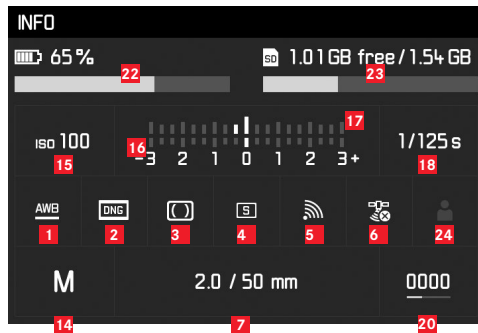 INFO
65% 1.01GB free/1.54GB
SD
22 23
17
ISO 100 1/125s
16 -3 2 1 0 1 2 3+
15 18
AWB DNG ( ) S
1 2 3 4 5 6 24
M 2.0 / 50 mm 0000
14 7 20